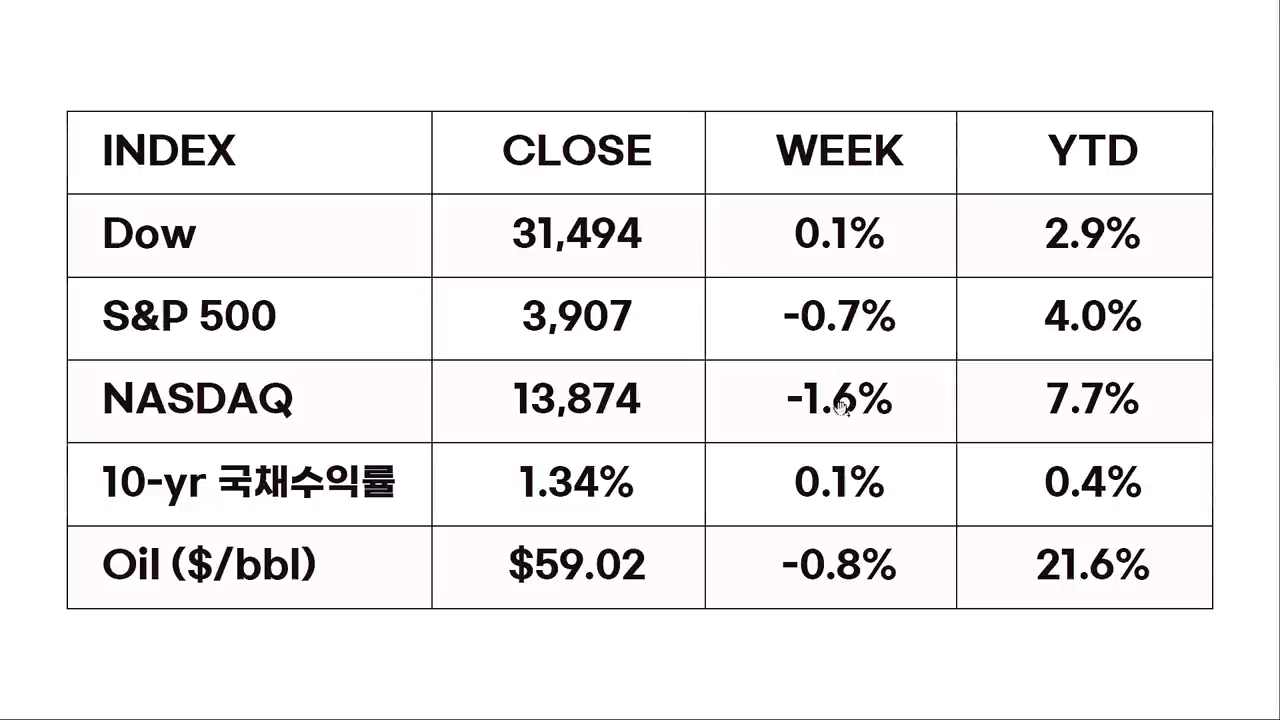 INDEX CLOSE WEEK YTD
Dow 31,494 0.1% 2.9%
S&P 500 3,907 -0.7% 4.0%
NASDAQ 13,874 -1.6% 7.7%
10-yr 국채수익률 1.34% 0.1% 0.4%
Oil ($/bbl) $59.02 -0.8% 21.6%